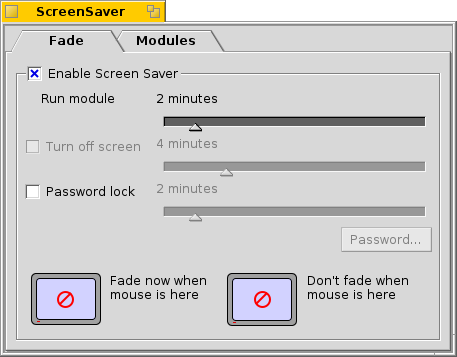 ScreenSaver
Fade
Modules
Enable Screen Saver
Run module
2 minutes
Turn off screen
4 minutes
Password lock
2 minutes
Password...
Fade now when
mouse is here
Don't fade when
mouse is here